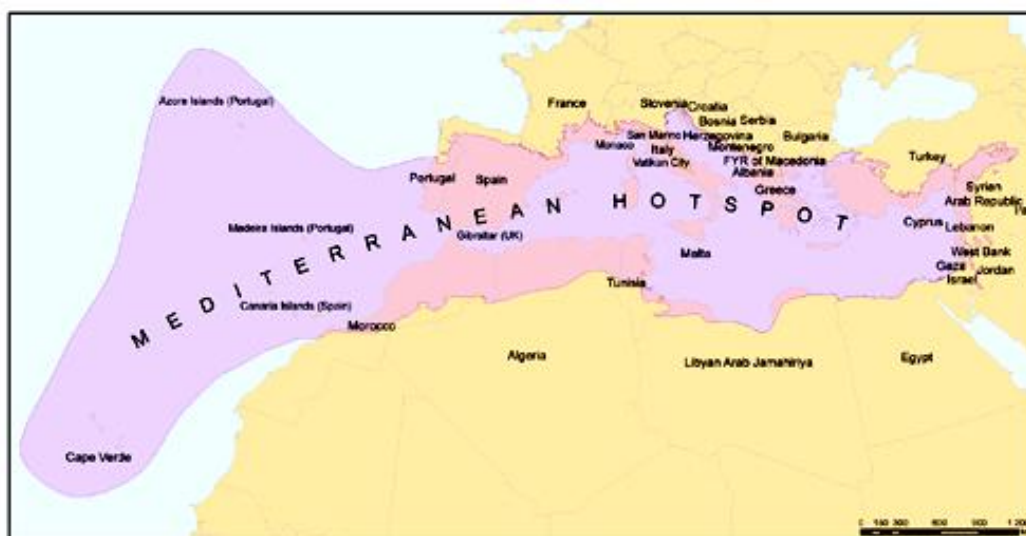 Azore Islands (Portugal)
France
Slovenia
Croatia
Bosnia
Serbia
San Marino
Herzegovina
Bulgaria
Monaco
Italy
Montenegro
Vatikan City
FYR of Macedonia
Turkey
Albania
Portugal
Spain
Greece
Syrian
Arab Republic
MEDITERRANEAN HOTSPOT
Madeira Islands (Portugal)
Gibraltar (UK)
Cyprus
Lebanon
Malta
West Bank
Gaza
Jordan
Israel
Tunisia
Canaria Islands (Spain)
Morocco
Algeria
Libyan Arab Jamahiriya
Egypt
Cape Verde